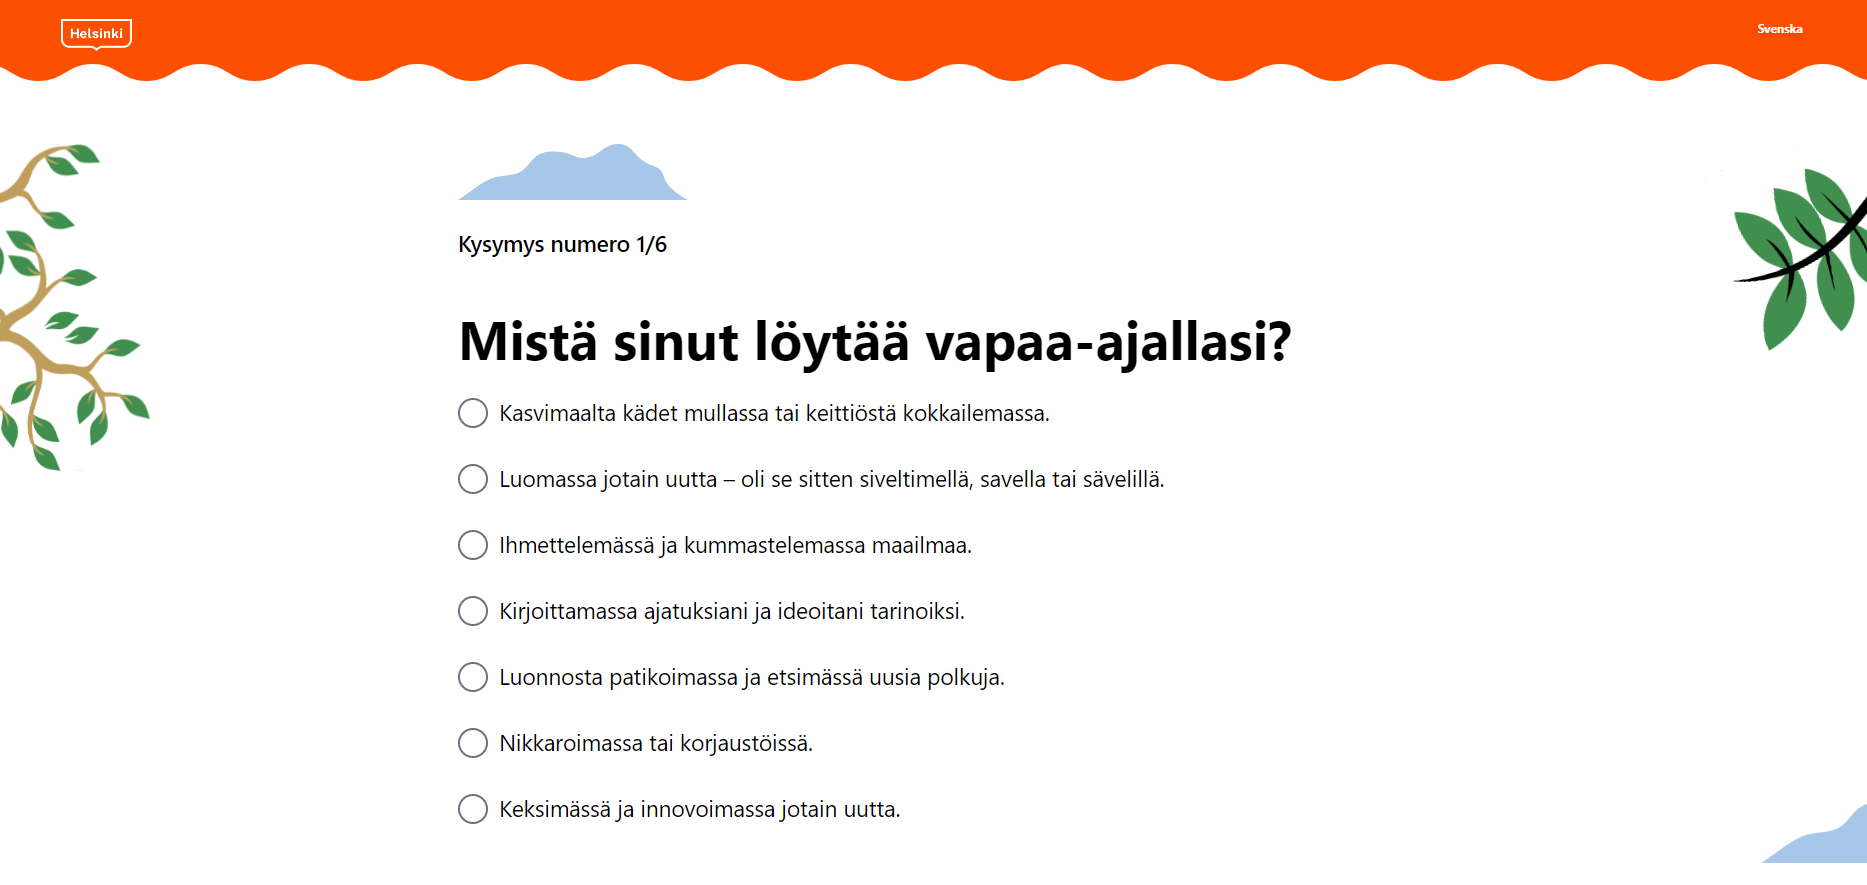 Helsinki
Svenska
Kysymys numero 1/6
Mistä sinut löytää vapaa-ajallasi?
Kasvimaalta kädet mullassa tai keittiöstä kokkailemassa.
Luomassa jotain uutta – oli se sitten siveltimellä, savella tai sävelillä.
Ihmettelemässä ja kummastelemassa maailmaa.
Kirjoittamassa ajatuksiani ja ideoitani tarinoiksi.
Luonnosta patikoimassa ja etsimässä uusia polkuja.
Nikkaroimassa tai korjaustöissä.
Keksimässä ja innovoimassa jotain uutta.